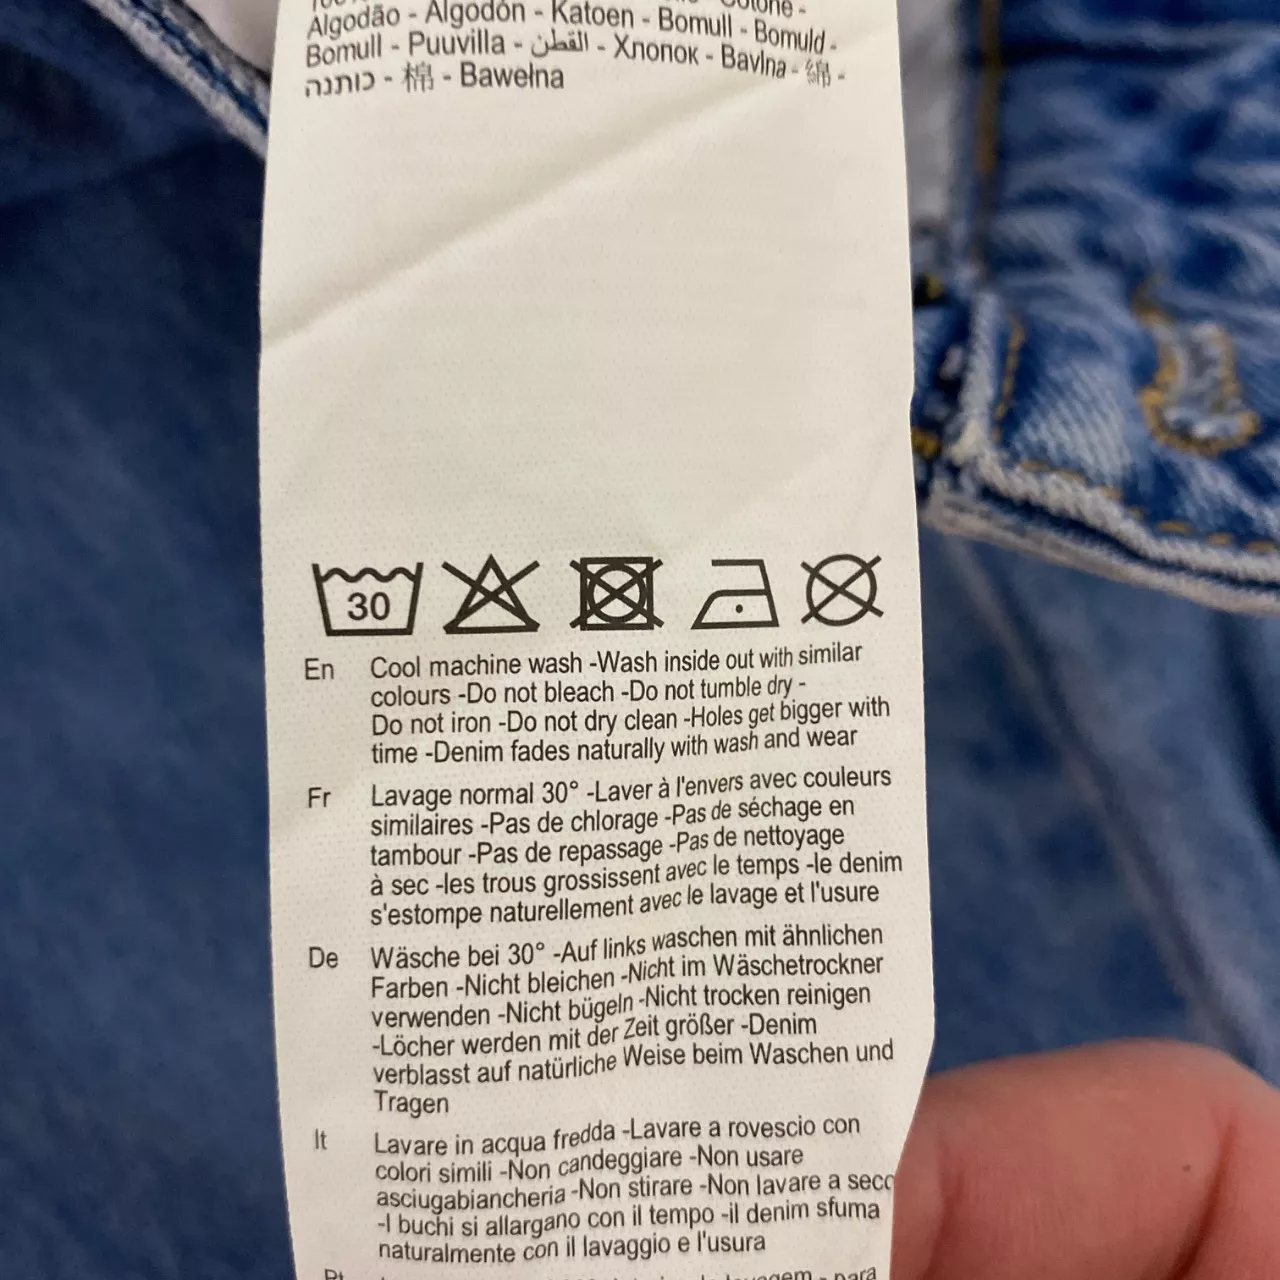 Algodão - Algodón - Katoen - Bomull - Bomuld -
Bomull - Puuvilla - القطن - Хлопок - Bavlna - 綿 -
כותנה - 棉 - Bawełna
30
En Cool machine wash -Wash inside out with similar
colours -Do not bleach -Do not tumble dry -
Do not iron -Do not dry clean -Holes get bigger with
time -Denim fades naturally with wash and wear
Fr Lavage normal 30° -Laver à l'envers avec couleurs
similaires -Pas de chlorage -Pas de séchage en
tambour -Pas de repassage -Pas de nettoyage
à sec -les trous grossissent avec le temps -le denim
s'estompe naturellement avec le lavage et l'usure
De Wäsche bei 30° -Auf links waschen mit ähnlichen
Farben -Nicht bleichen -Nicht im Wäschetrockner
verwenden -Nicht bügeln -Nicht trocken reinigen
-Löcher werden mit der Zeit größer -Denim
verblasst auf natürliche Weise beim Waschen und
Tragen
It Lavare in acqua fredda -Lavare a rovescio con
colori simili -Non candeggiare -Non usare
asciugabiancheria -Non stirare -Non lavare a secc
-I buchi si allargano con il tempo -il denim sfuma
naturalmente con il lavaggio e l'usura